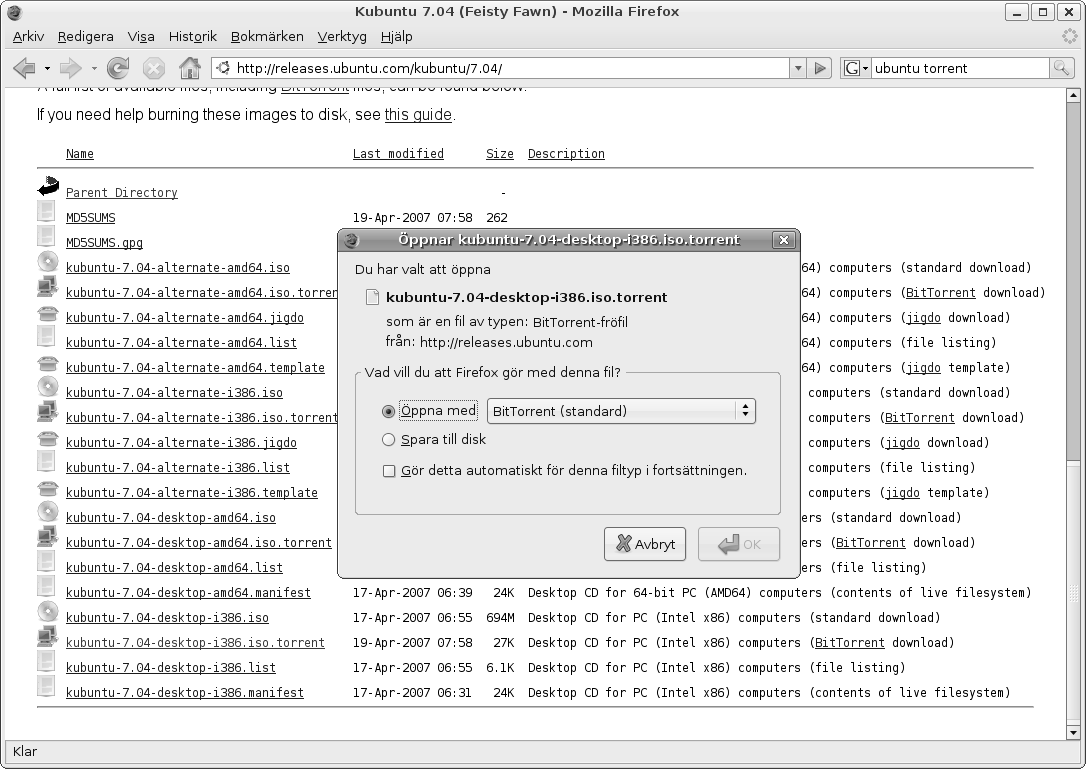 Kubuntu 7.04 (Feisty Fawn) - Mozilla Firefox
Arkiv Redigera Visa Historik Bokmärken Verktyg Hjälp
http://releases.ubuntu.com/kubuntu/7.04/ G ubuntu torrent
A full list of available files, including BitTorrent files, can be found below.
If you need help burning these images to disk, see this guide.
Name Last modified Size Description
Parent Directory -
MD5SUMS 19-Apr-2007 07:58 262
MD5SUMS.gpg
kubuntu-7.04-alternate-amd64.iso 64) computers (standard download)
kubuntu-7.04-alternate-amd64.iso.torren 64) computers (BitTorrent download)
kubuntu-7.04-alternate-amd64.jigdo 64) computers (jigdo download)
kubuntu-7.04-alternate-amd64.list 64) computers (file listing)
kubuntu-7.04-alternate-amd64.template 64) computers (jigdo template)
kubuntu-7.04-alternate-i386.iso computers (standard download)
kubuntu-7.04-alternate-i386.iso.torrent computers (BitTorrent download)
kubuntu-7.04-alternate-i386.jigdo computers (jigdo download)
kubuntu-7.04-alternate-i386.list computers (file listing)
kubuntu-7.04-alternate-i386.template computers (jigdo template)
kubuntu-7.04-desktop-amd64.iso ers (standard download)
kubuntu-7.04-desktop-amd64.iso.torrent ers (BitTorrent download)
kubuntu-7.04-desktop-amd64.list ers (file listing)
kubuntu-7.04-desktop-amd64.manifest 17-Apr-2007 06:39 24K Desktop CD for 64-bit PC (AMD64) computers (contents of live filesystem)
kubuntu-7.04-desktop-i386.iso 17-Apr-2007 06:55 694M Desktop CD for PC (Intel x86) computers (standard download)
kubuntu-7.04-desktop-i386.iso.torrent 19-Apr-2007 07:58 27K Desktop CD for PC (Intel x86) computers (BitTorrent download)
kubuntu-7.04-desktop-i386.list 17-Apr-2007 06:55 6.1K Desktop CD for PC (Intel x86) computers (file listing)
kubuntu-7.04-desktop-i386.manifest 17-Apr-2007 06:31 24K Desktop CD for PC (Intel x86) computers (contents of live filesystem)
Öppnar kubuntu-7.04-desktop-i386.iso.torrent
Du har valt att öppna
kubuntu-7.04-desktop-i386.iso.torrent
som är en fil av typen: BitTorrent-fröfil
från: http://releases.ubuntu.com
Vad vill du att Firefox gör med denna fil?
Öppna med BitTorrent (standard)
Spara till disk
Gör detta automatiskt för denna filtyp i fortsättningen.
Avbryt OK
Klar